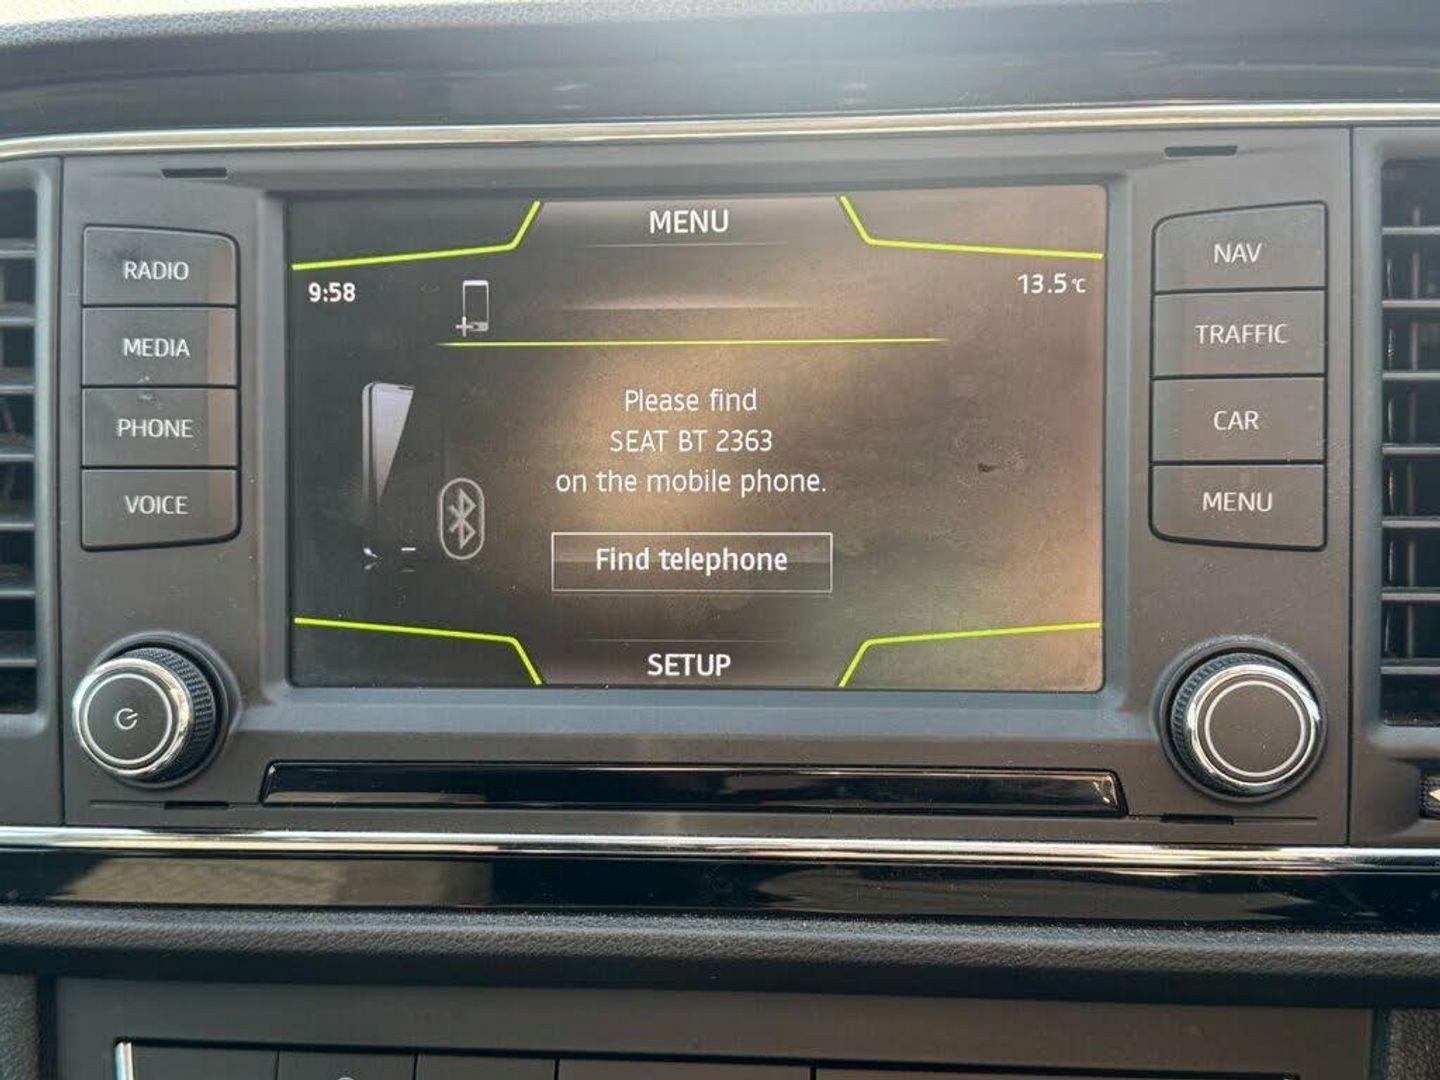 MENU
9:58
13.5°C
Please find
SEAT BT 2363
on the mobile phone.
Find telephone
SETUP
RADIO
MEDIA
PHONE
VOICE
NAV
TRAFFIC
CAR
MENU